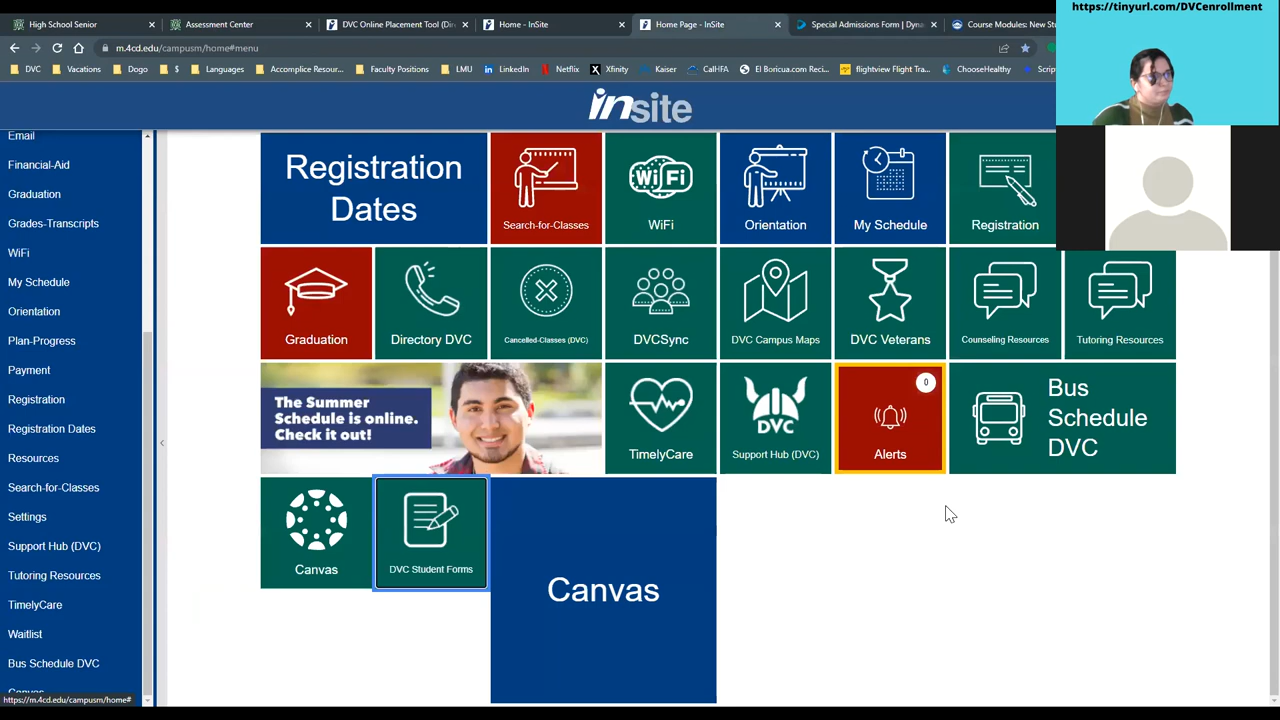 https://tinyurl.com/DVCenrollment
High School Senior
Assessment Center
DVC Online Placement Tool (Direc
Home - InSite
Home Page - InSite
Special Admissions Form | Dyna
Course Modules: New Stu
m.4cd.edu/campusm/home#menu
DVC
Vacations
Dogo
$
Languages
Accomplice Resour...
Faculty Positions
LMU
LinkedIn
Netflix
Xfinity
Kaiser
CalHFA
El Boricua.com Reci...
flightview Flight Tra...
ChooseHealthy
Scrip
insite
Email
Financial-Aid
Graduation
Grades-Transcripts
WiFi
My Schedule
Orientation
Plan-Progress
Payment
Registration
Registration Dates
Resources
Search-for-Classes
Settings
Support Hub (DVC)
Tutoring Resources
TimelyCare
Waitlist
Bus Schedule DVC
https://m.4cd.edu/campusm/home#
Registration
Dates
Search-for-Classes
WiFi
WiFi
Orientation
My Schedule
Registration
Graduation
Directory DVC
Cancelled-Classes (DVC)
DVCSync
DVC Campus Maps
DVC Veterans
Counseling Resources
Tutoring Resources
The Summer
Schedule is online.
Check it out!
TimelyCare
DVC
Support Hub (DVC)
0
Alerts
Bus
Schedule
DVC
Canvas
DVC Student Forms
Canvas